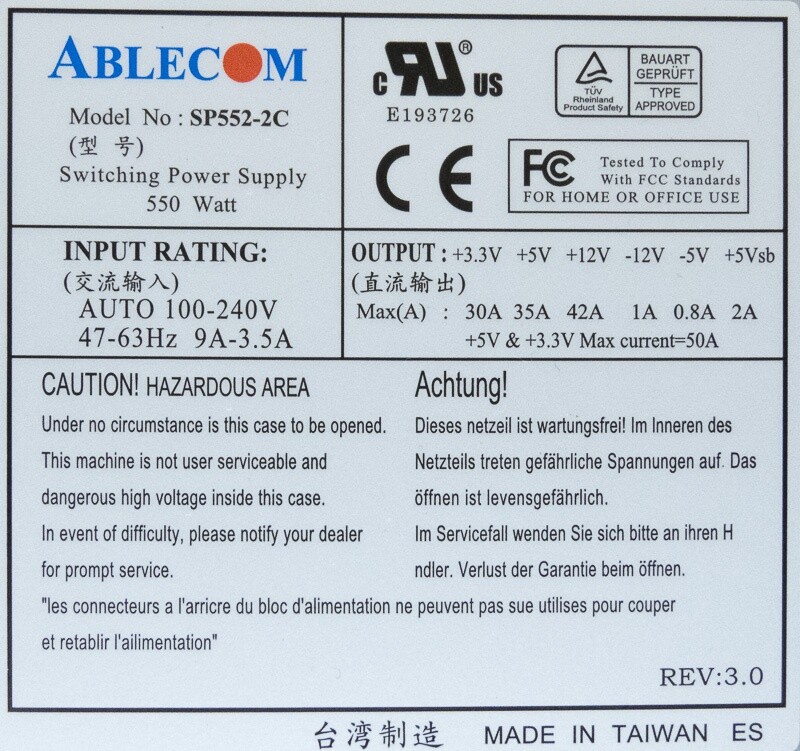 ABLECOM
Model No : SP552-2C
(型 号)
Switching Power Supply
550 Watt
c RU ® US
E193726
TÜV
Rheinland
Product Safety
BAUART
GEPRÜFT
TYPE
APPROVED
CE
FC
Tested To Comply
With FCC Standards
FOR HOME OR OFFICE USE
INPUT RATING:
(交流输入)
AUTO 100-240V
47-63Hz 9A-3.5A
OUTPUT : +3.3V +5V +12V -12V -5V +5Vsb
(直流输出)
Max(A) : 30A 35A 42A 1A 0.8A 2A
+5V & +3.3V Max current=50A
CAUTION! HAZARDOUS AREA
Under no circumstance is this case to be opened.
This machine is not user serviceable and
dangerous high voltage inside this case.
In event of difficulty, please notify your dealer
for prompt service.
Achtung!
Dieses netzeil ist wartungsfrei! Im Inneren des
Netzteils treten gefährliche Spannungen auf. Das
öffnen ist levensgefährlich.
Im Servicefall wenden Sie sich bitte an ihren H
ndler. Verlust der Garantie beim öffnen.
"les connecteurs a l'arricre du bloc d'alimentation ne peuvent pas sue utilises pour couper
et retablir l'ailimentation"
REV:3.0
台湾制造 MADE IN TAIWAN ES